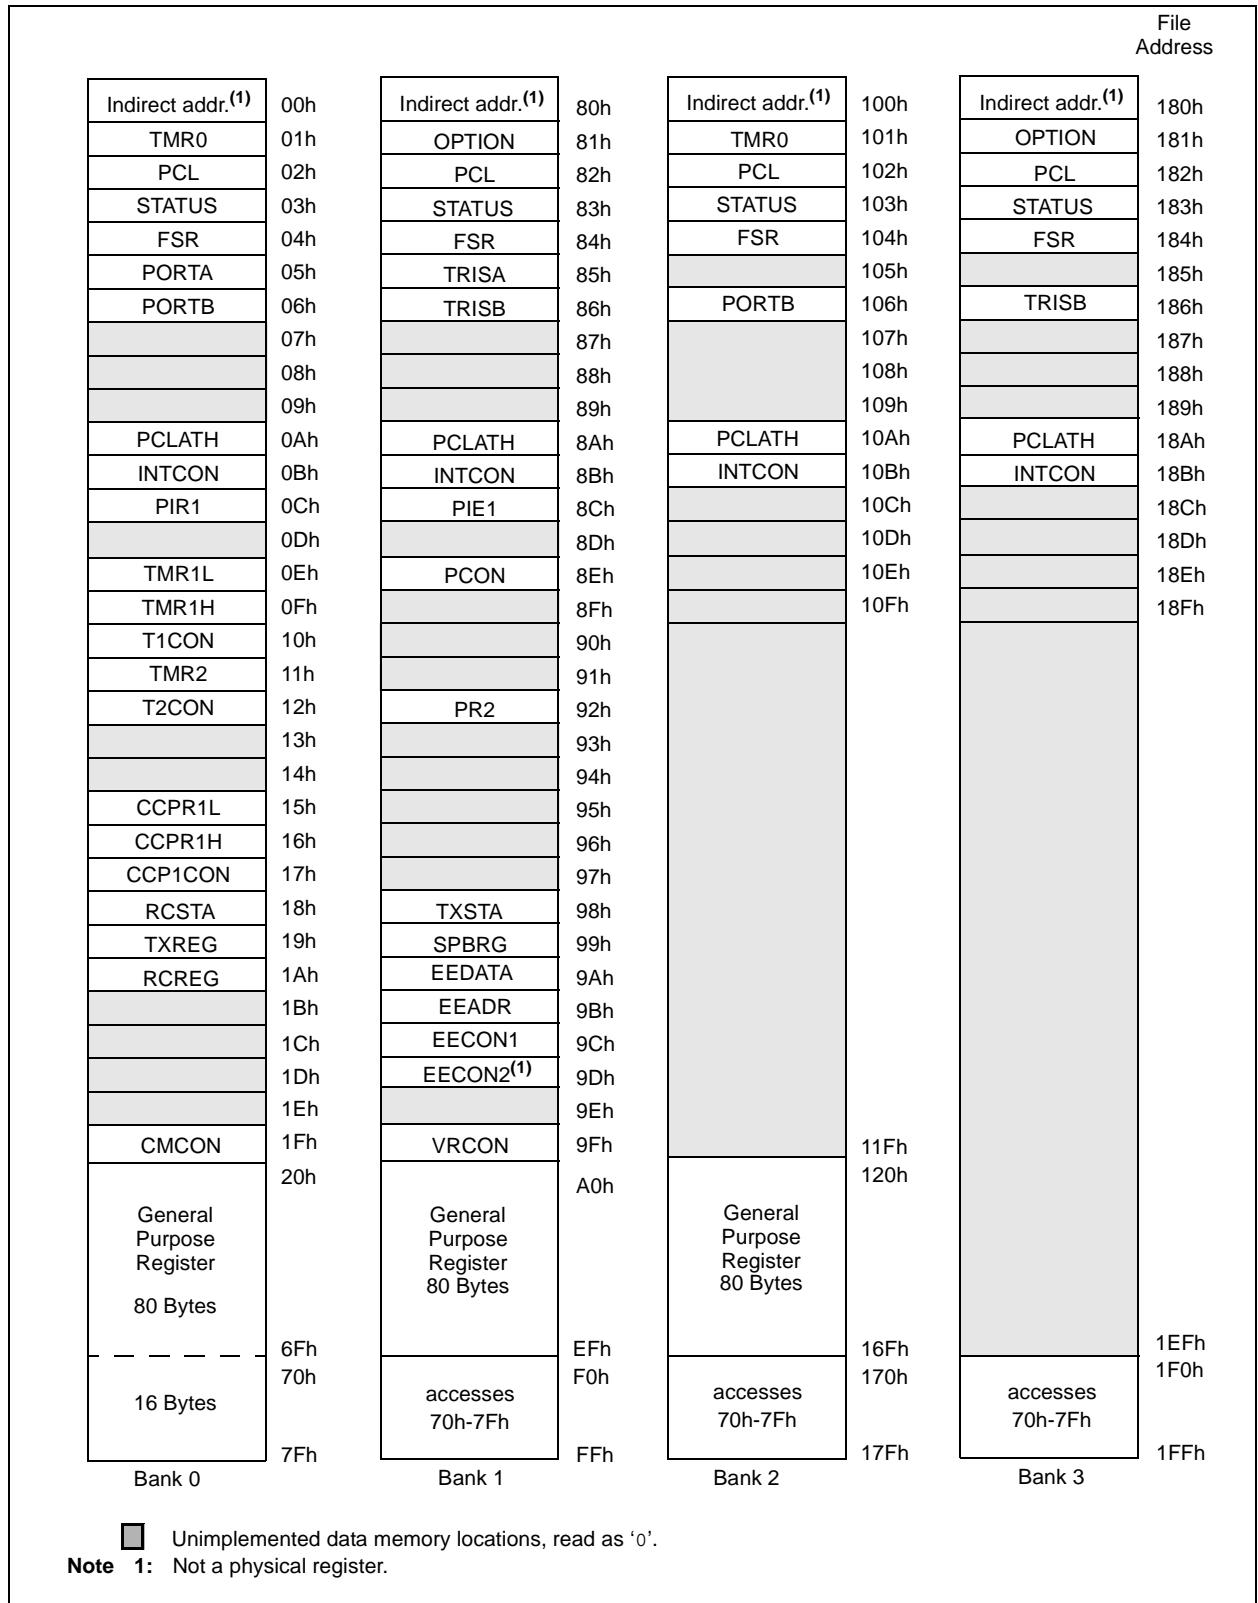 File
Address
Indirect addr.(1) 00h Indirect addr.(1) 80h Indirect addr.(1) 100h Indirect addr.(1) 180h
TMR0 01h OPTION 81h TMR0 101h OPTION 181h
PCL 02h PCL 82h PCL 102h PCL 182h
STATUS 03h STATUS 83h STATUS 103h STATUS 183h
FSR 04h FSR 84h FSR 104h FSR 184h
PORTA 05h TRISA 85h 105h 185h
PORTB 06h TRISB 86h PORTB 106h TRISB 186h
07h 87h 107h 187h
08h 88h 108h 188h
09h 89h 109h 189h
PCLATH 0Ah PCLATH 8Ah PCLATH 10Ah PCLATH 18Ah
INTCON 0Bh INTCON 8Bh INTCON 10Bh INTCON 18Bh
PIR1 0Ch PIE1 8Ch 10Ch 18Ch
0Dh 8Dh 10Dh 18Dh
TMR1L 0Eh PCON 8Eh 10Eh 18Eh
TMR1H 0Fh 8Fh 10Fh 18Fh
T1CON 10h 90h
TMR2 11h 91h
T2CON 12h PR2 92h
13h 93h
14h 94h
CCPR1L 15h 95h
CCPR1H 16h 96h
CCP1CON 17h 97h
RCSTA 18h TXSTA 98h
TXREG 19h SPBRG 99h
RCREG 1Ah EEDATA 9Ah
1Bh EEADR 9Bh
1Ch EECON1 9Ch
1Dh EECON2(1) 9Dh
1Eh 9Eh
CMCON 1Fh VRCON 9Fh 11Fh
20h A0h 120h
General General General
Purpose Purpose Purpose
Register Register Register
80 Bytes 80 Bytes 80 Bytes
6Fh EFh 16Fh 1EFh
70h F0h 170h 1F0h
16 Bytes accesses accesses accesses
70h-7Fh 70h-7Fh 70h-7Fh
7Fh FFh 17Fh 1FFh
Bank 0 Bank 1 Bank 2 Bank 3
Unimplemented data memory locations, read as ‘0’.
Note 1: Not a physical register.